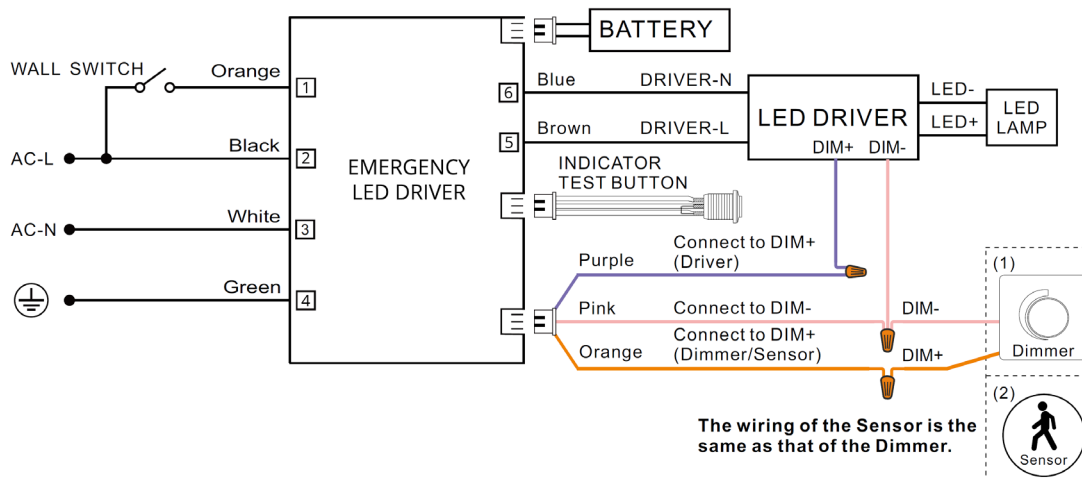 BATTERY
WALL SWITCH
Orange
1
6
Blue
DRIVER-N
LED DRIVER
LED-
LED+
LED
LAMP
AC-L
Black
2
5
Brown
DRIVER-L
DIM+
DIM-
EMERGENCY
LED DRIVER
INDICATOR
TEST BUTTON
AC-N
White
3
Green
4
Purple
Connect to DIM+
(Driver)
Pink
Connect to DIM-
DIM-
Orange
Connect to DIM+
(Dimmer/Sensor)
DIM+
(1)
Dimmer
(2)
Sensor
The wiring of the Sensor is the
same as that of the Dimmer.